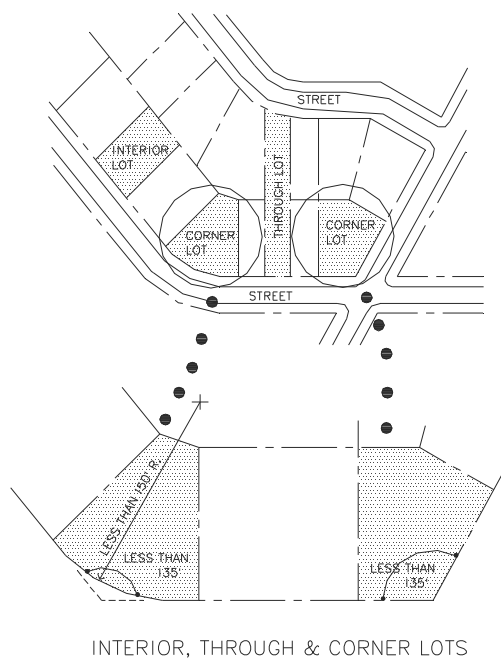 STREET
INTERIOR
LOT
THROUGH LOT
CORNER
LOT
CORNER
LOT
STREET
LESS THAN 150' R.
LESS THAN
135'
LESS THAN
135'
INTERIOR, THROUGH & CORNER LOTS